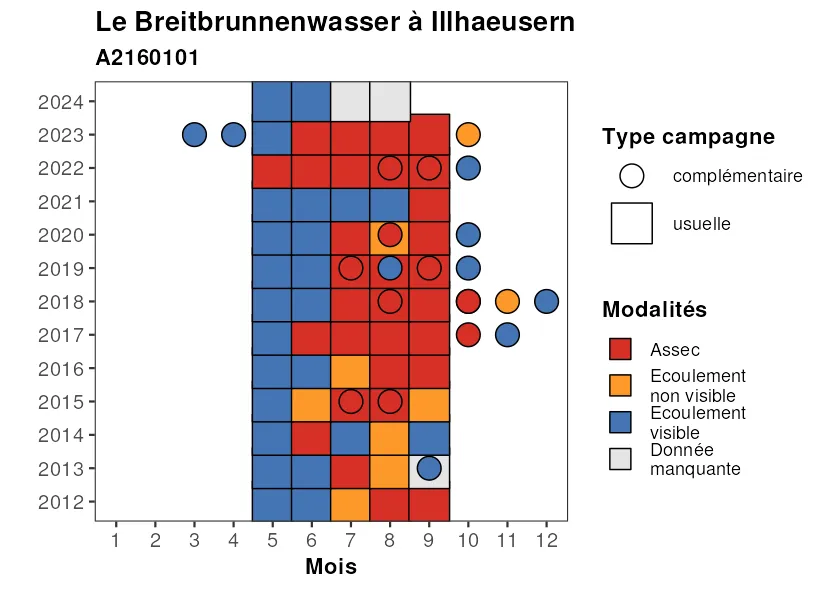 Le Breitbrunnenwasser à Illhaeusern
A2160101
2024
2023
2022
2021
2020
2019
2018
2017
2016
2015
2014
2013
2012
1 2 3 4 5 6 7 8 9 10 11 12
Mois
Type campagne
complémentaire
usuelle
Modalités
Assec
Ecoulement
non visible
Ecoulement
visible
Donnée
manquante